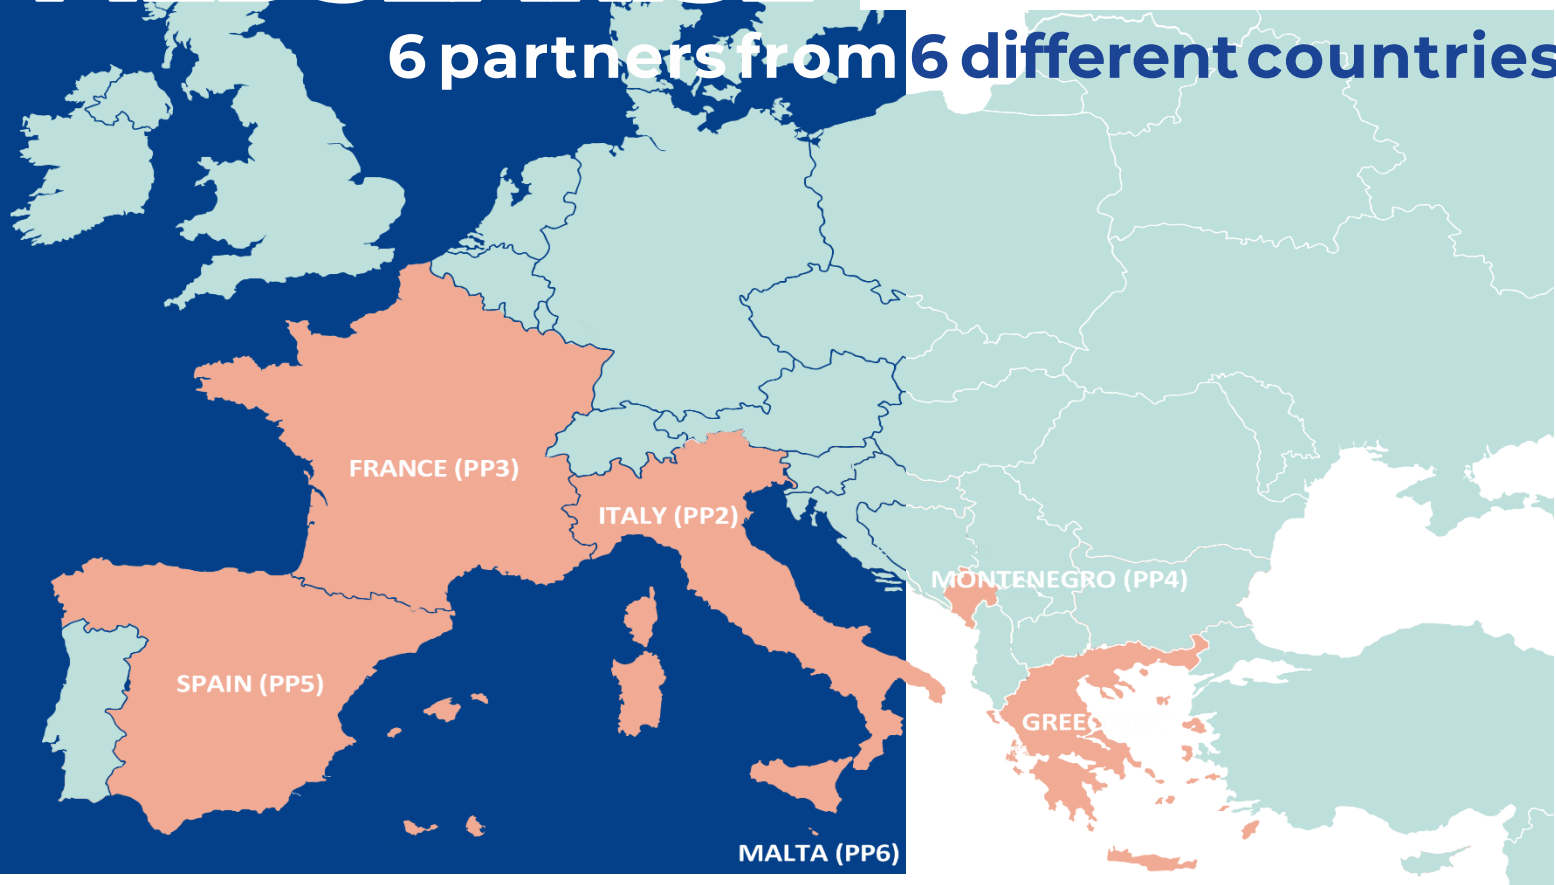 6 partners from 6 different countries
FRANCE (PP3)
ITALY (PP2)
MONTENEGRO (PP4)
SPAIN (PP5)
MALTA (PP6)